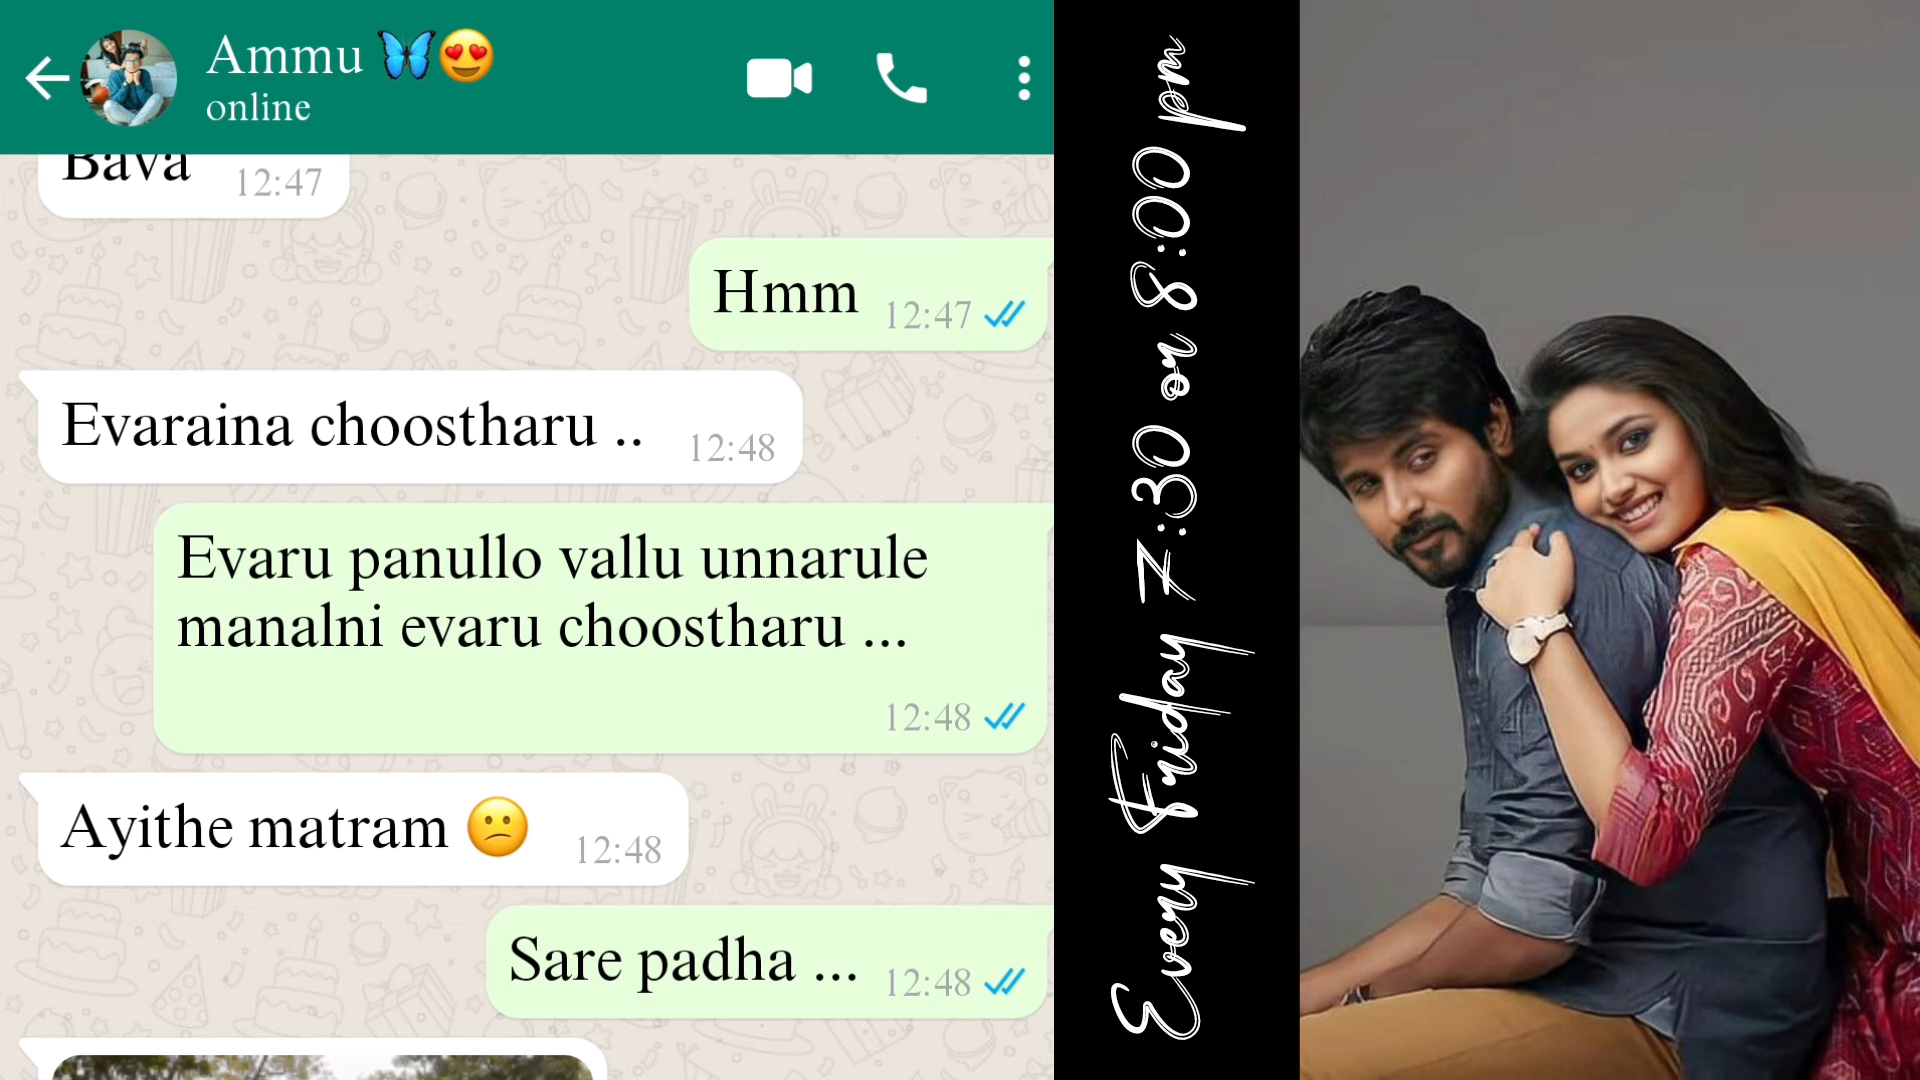 Ammu 🦋😍
online
Bava 12:47
Hmm 12:47
Evaraina choostharu .. 12:48
Evaru panullo vallu unnarule
manalni evaru choostharu ...
12:48
Ayithe matram 😕 12:48
Sare padha ... 12:48
Every Friday 7:30 on 8:00 pm